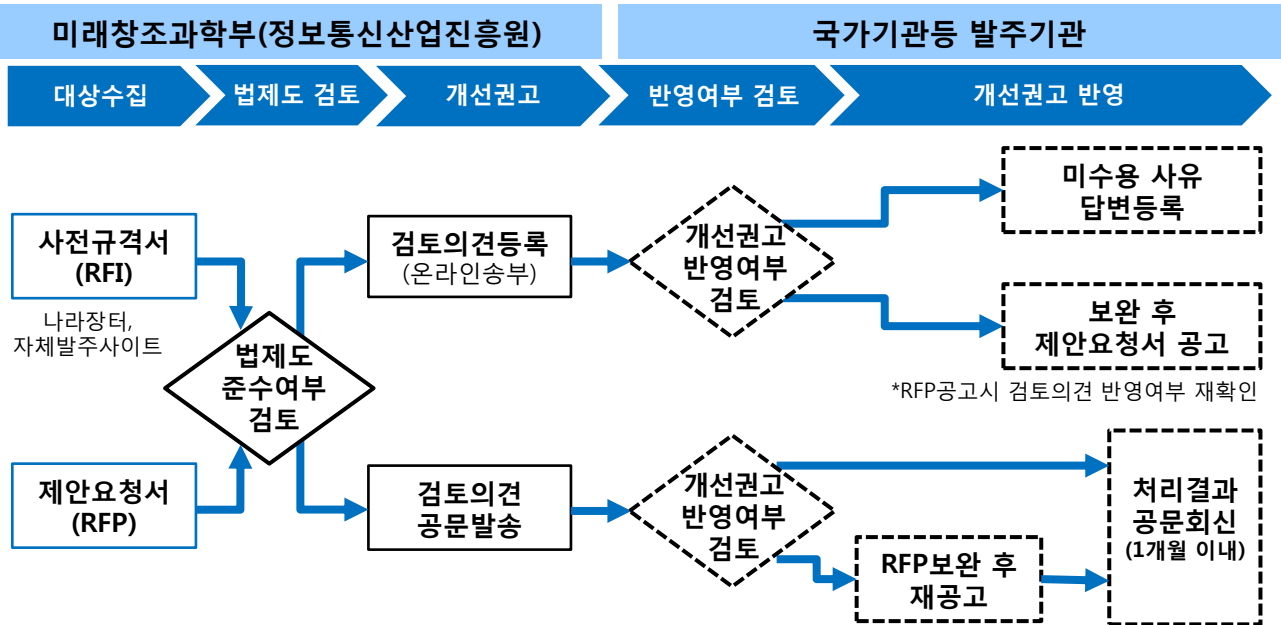 미래창조과학부(정보통신산업진흥원)
국가기관등 발주기관
대상수집
법제도 검토
개선권고
반영여부 검토
개선권고 반영
사전규격서
(RFI)
나라장터,
자체발주사이트
제안요청서
(RFP)
법제도
준수여부
검토
검토의견등록
(온라인송부)
검토의견
공문발송
개선권고
반영여부
검토
미수용 사유
답변등록
보완 후
제안요청서 공고
*RFP공고시 검토의견 반영여부 재확인
개선권고
반영여부
검토
RFP보완 후
재공고
처리결과
공문회신
(1개월 이내)